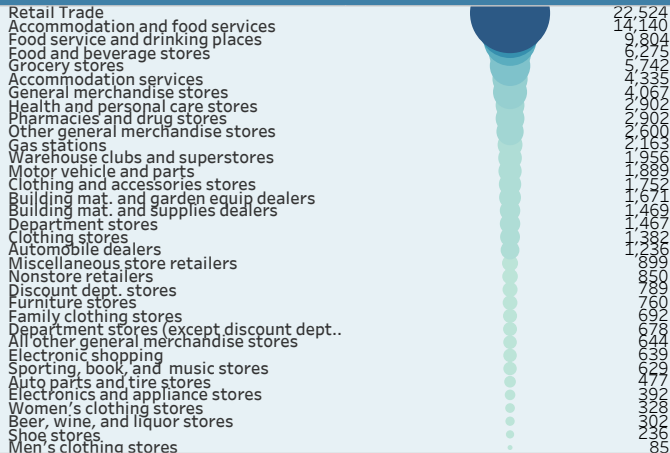 Retail Trade 22,524
Accommodation and food services 14,140
Food service and drinking places 9,804
Food and beverage stores 6,275
Grocery stores 5,742
Accommodation services 4,335
General merchandise stores 4,067
Health and personal care stores 2,902
Pharmacies and drug stores 2,902
Other general merchandise stores 2,600
Gas stations 2,163
Warehouse clubs and superstores 1,956
Motor vehicle and parts 1,889
Clothing and accessories stores 1,752
Building mat. and garden equip dealers 1,671
Building mat. and supplies dealers 1,469
Department stores 1,467
Clothing stores 1,382
Automobile dealers 1,236
Miscellaneous store retailers 899
Nonstore retailers 850
Discount dept. stores 789
Furniture stores 760
Family clothing stores 692
Department stores (except discount dept.. 678
All other general merchandise stores 644
Electronic shopping 639
Sporting, book, and music stores 629
Auto parts and tire stores 477
Electronics and appliance stores 392
Women's clothing stores 328
Beer, wine, and liquor stores 302
Shoe stores 236
Men's clothing stores 85